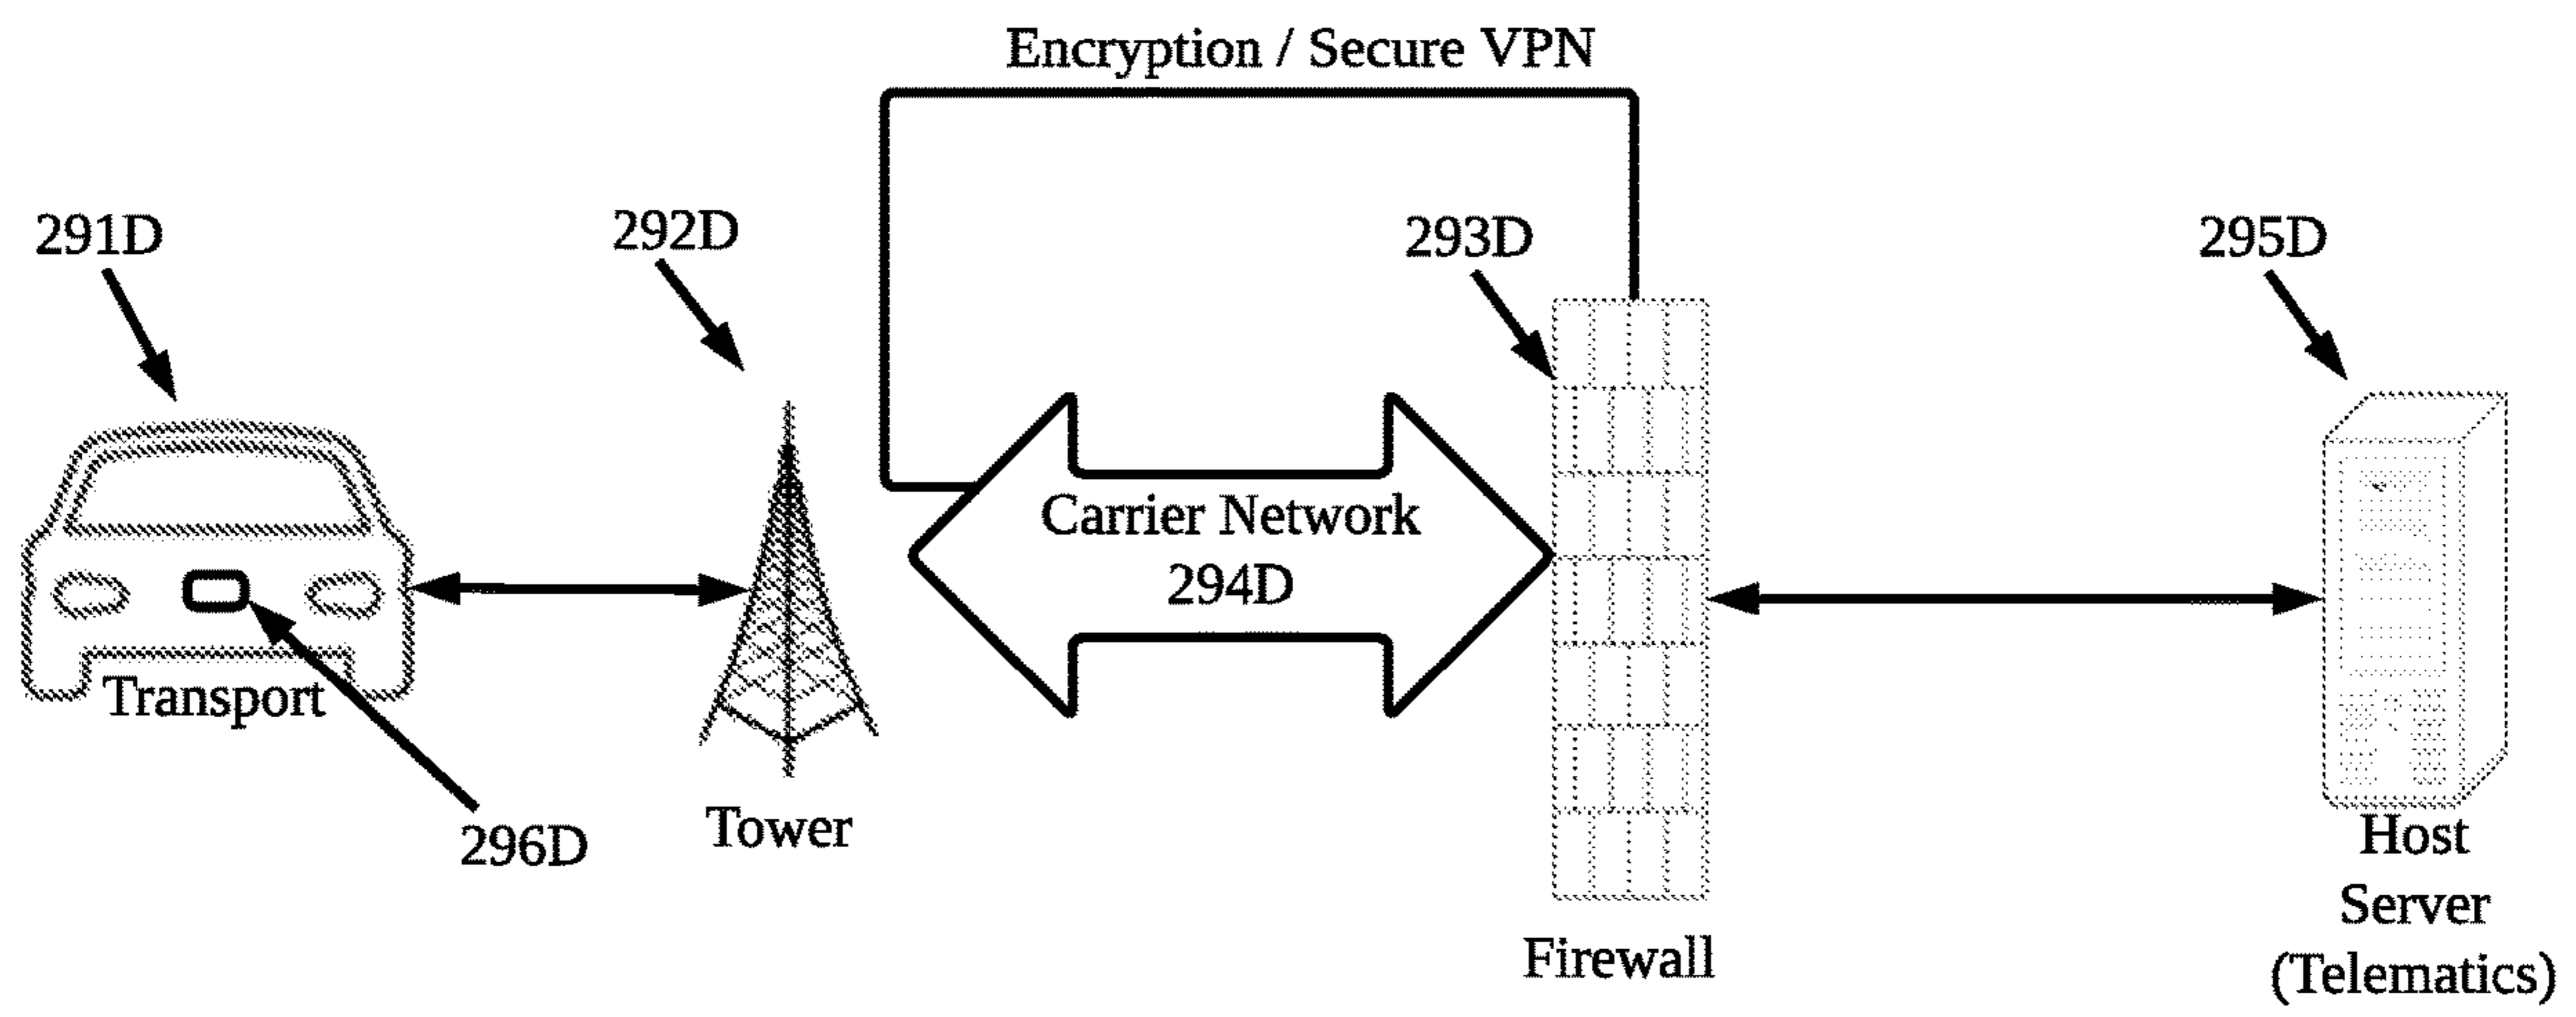 Encryption / Secure VPN
291D
292D
293D
295D
Carrier Network
294D
Transport
296D
Tower
Firewall
Host
Server
(Telematics)